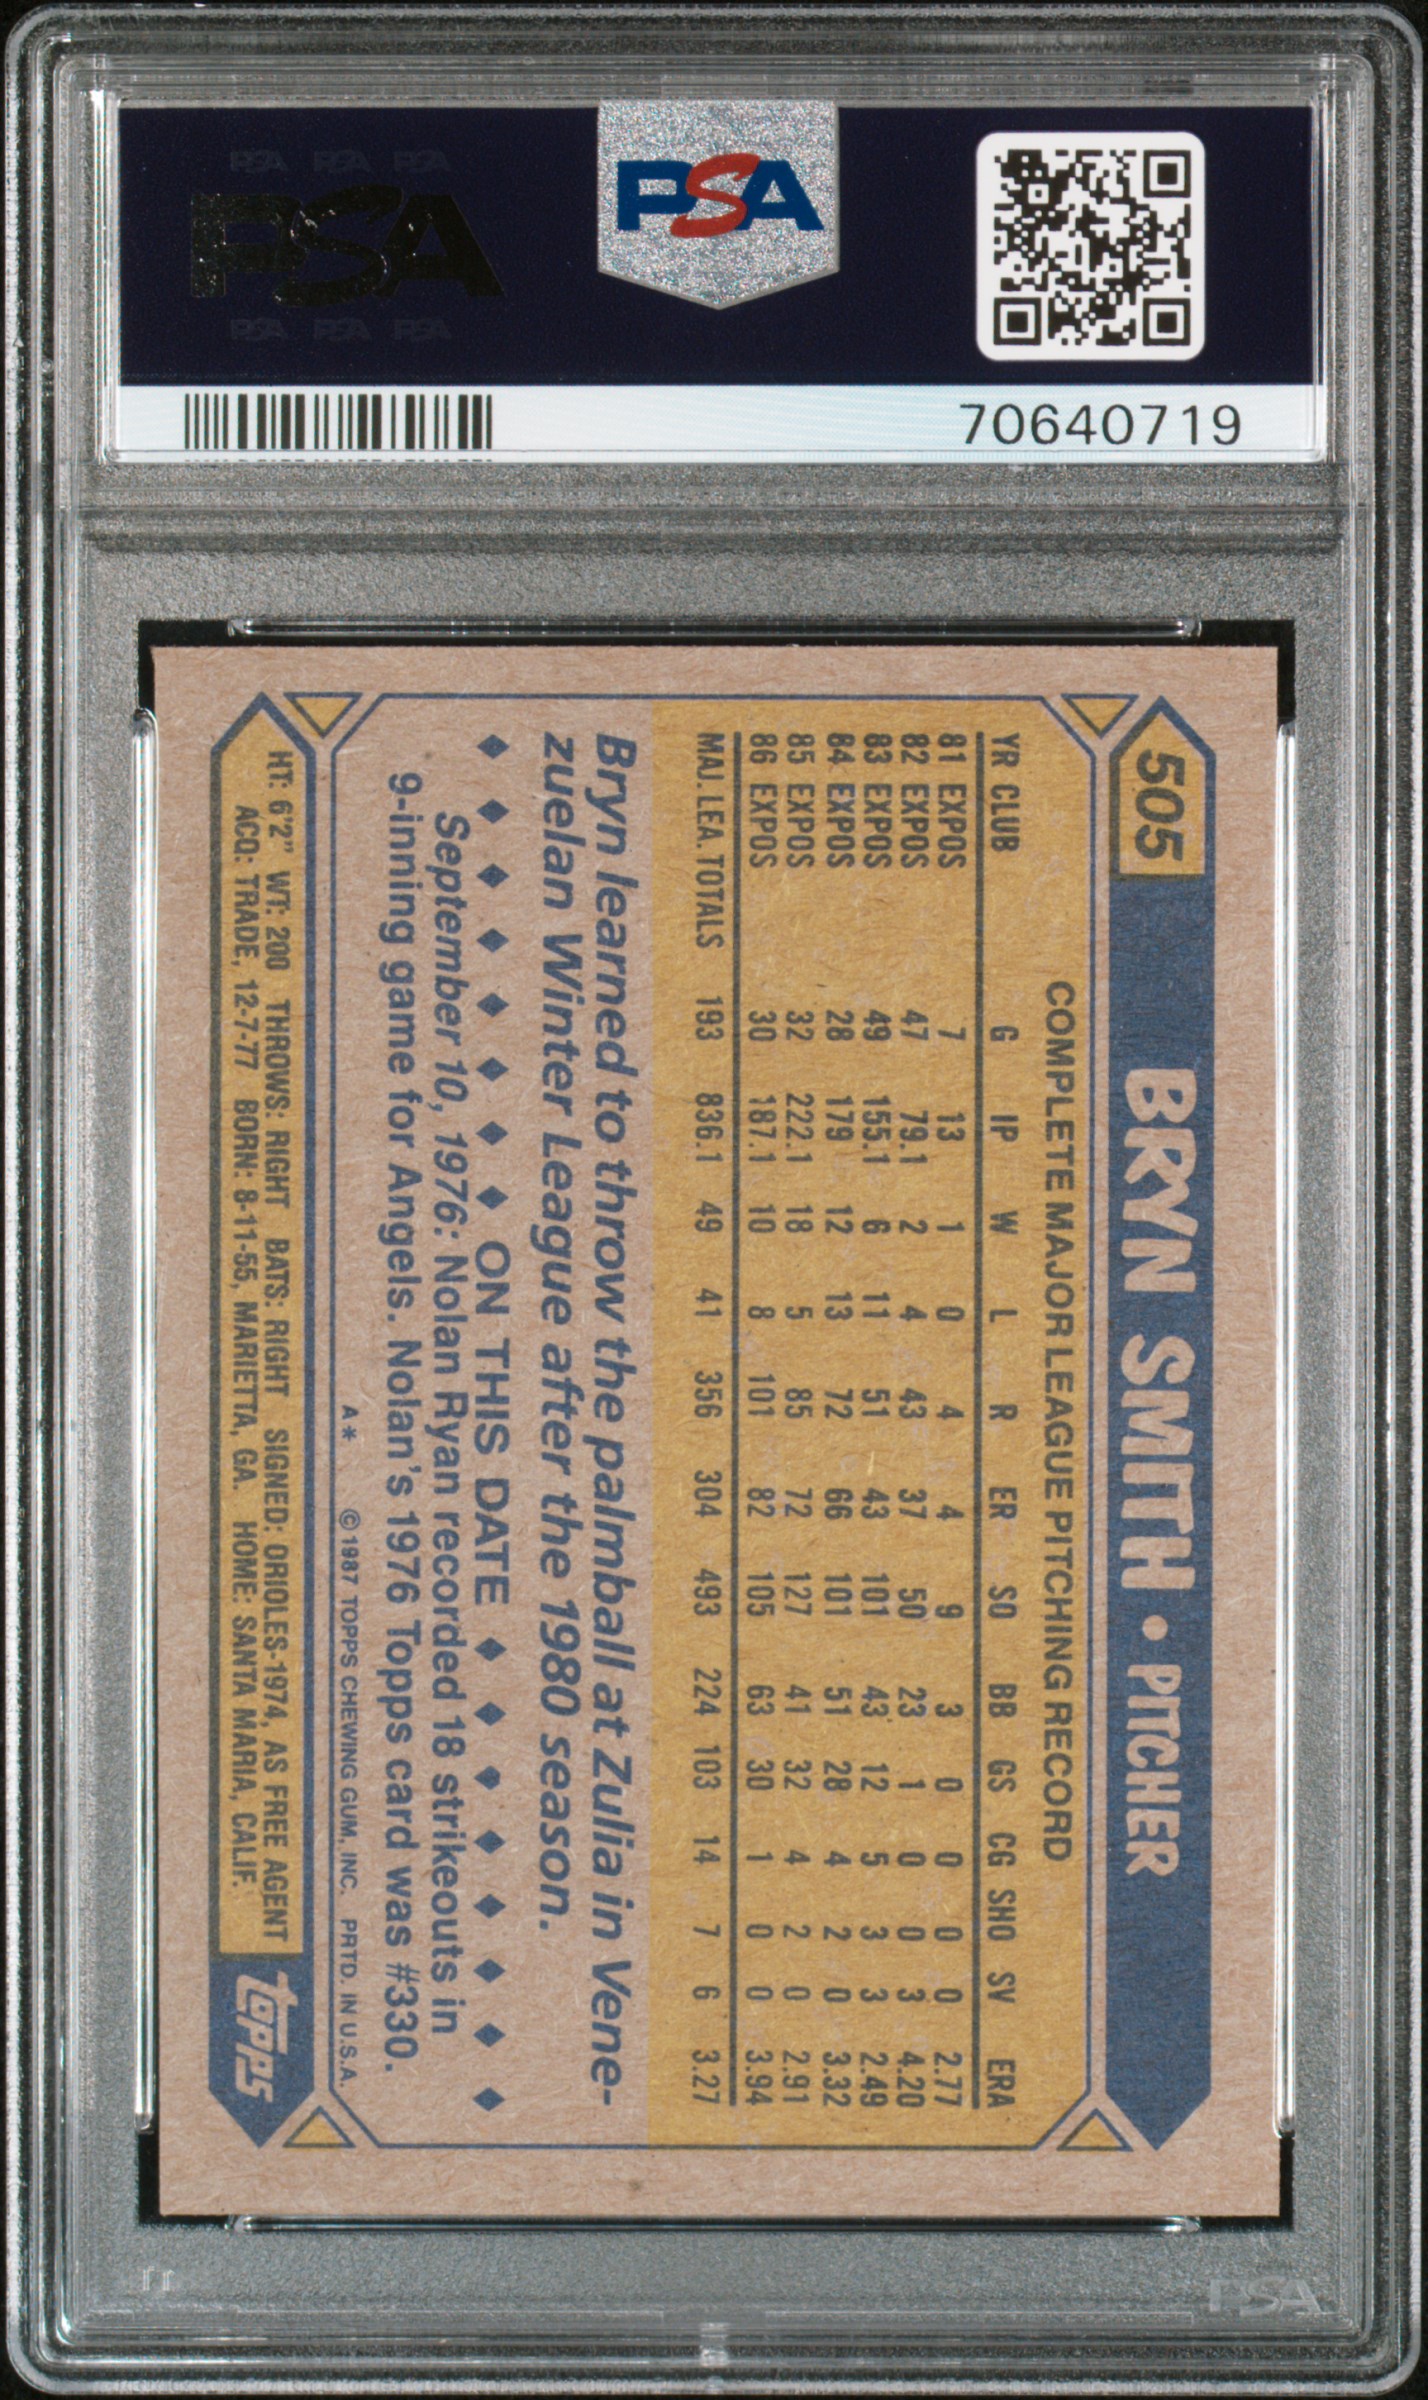 PSA PSA PSA
PSA
PSA PSA PSA
PSA
70640719
505 BRYN SMITH • PITCHER
COMPLETE MAJOR LEAGUE PITCHING RECORD
YR CLUB G IP W L R ER SO BB GS CG SHO SV ERA
81 EXPOS 7 13 1 0 4 4 9 3 0 0 0 0 2.77
82 EXPOS 47 79.1 2 4 43 37 50 23 1 0 0 3 4.20
83 EXPOS 49 155.1 6 11 51 43 101 43 12 5 3 3 2.49
84 EXPOS 28 179 12 13 72 66 101 51 28 4 2 0 3.32
85 EXPOS 32 222.1 18 5 85 72 127 41 32 4 2 0 2.91
86 EXPOS 30 187.1 10 8 101 82 105 63 30 1 0 0 3.94
MAJ. LEA. TOTALS 193 836.1 49 41 356 304 493 224 103 14 7 6 3.27
Bryn learned to throw the palmball at Zulia in Vene-
zuelan Winter League after the 1980 season.
◆ ◆ ◆ ◆ ◆ ◆ ◆ ◆ ON THIS DATE ◆ ◆ ◆ ◆ ◆ ◆ ◆ ◆
September 10, 1976: Nolan Ryan recorded 18 strikeouts in
9-inning game for Angels. Nolan's 1976 Topps card was #330.
A* © 1987 TOPPS CHEWING GUM, INC. PRTD. IN U.S.A.
HT: 6'2" WT: 200 THROWS: RIGHT BATS: RIGHT SIGNED: ORIOLES-1974, AS FREE AGENT
ACQ: TRADE, 12-7-77 BORN: 8-11-55, MARIETTA, GA. HOME: SANTA MARIA, CALIF.
TOPPS
PSA